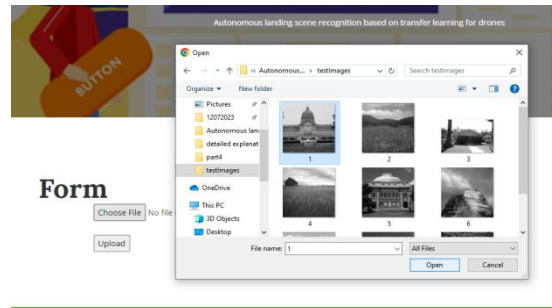 Autonomous landing scene recognition based on transfer learning for drones
BUTTON
Open
« Autonomous... › testImages
Search testImages
Organize
New folder
Pictures
12072023
Autonomous lan
detailed explanat
part4
testImages
OneDrive
This PC
3D Objects
Desktop
1
2
3
4
5
6
File name:
1
All Files
Open
Cancel
Form
Choose File No file
Upload